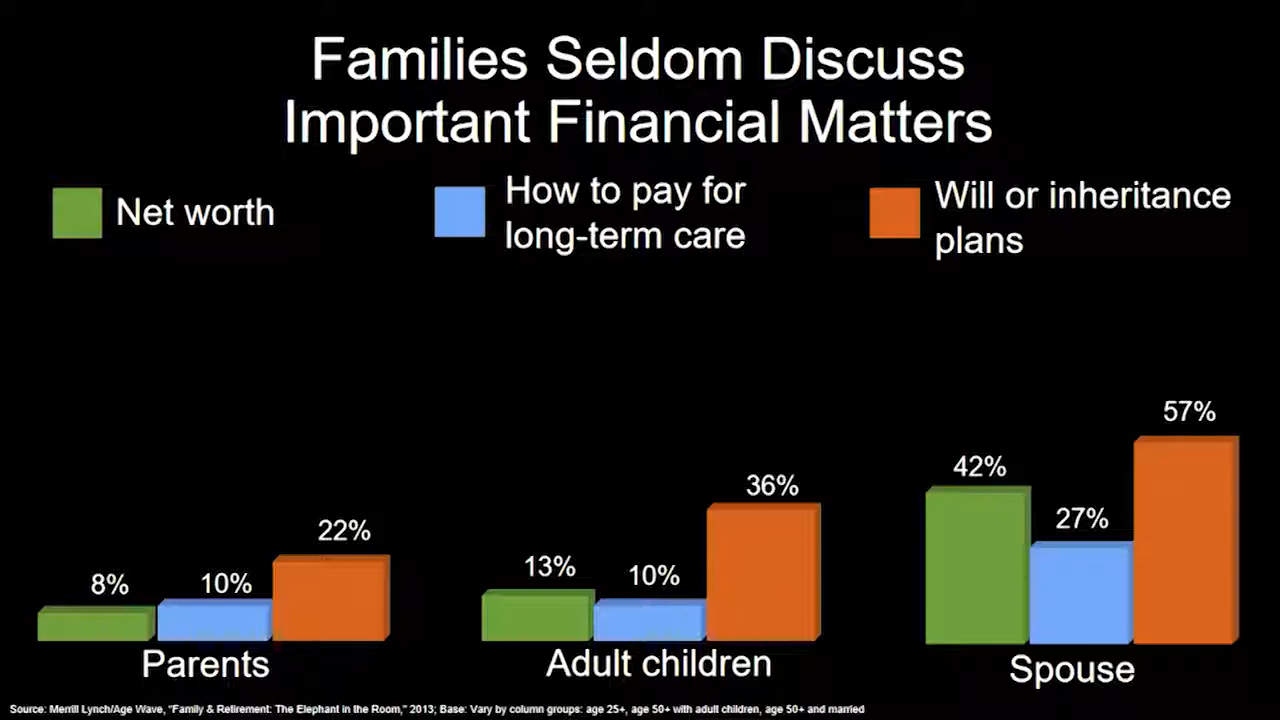 Families Seldom Discuss
Important Financial Matters
Net worth
How to pay for
long-term care
Will or inheritance
plans
8%
10%
22%
Parents
13%
10%
36%
Adult children
42%
27%
57%
Spouse
Source: Merrill Lynch/Age Wave, "Family & Retirement: The Elephant in the Room," 2013; Base: Vary by column groups: age 25+, age 50+ with adult children, age 50+ and married